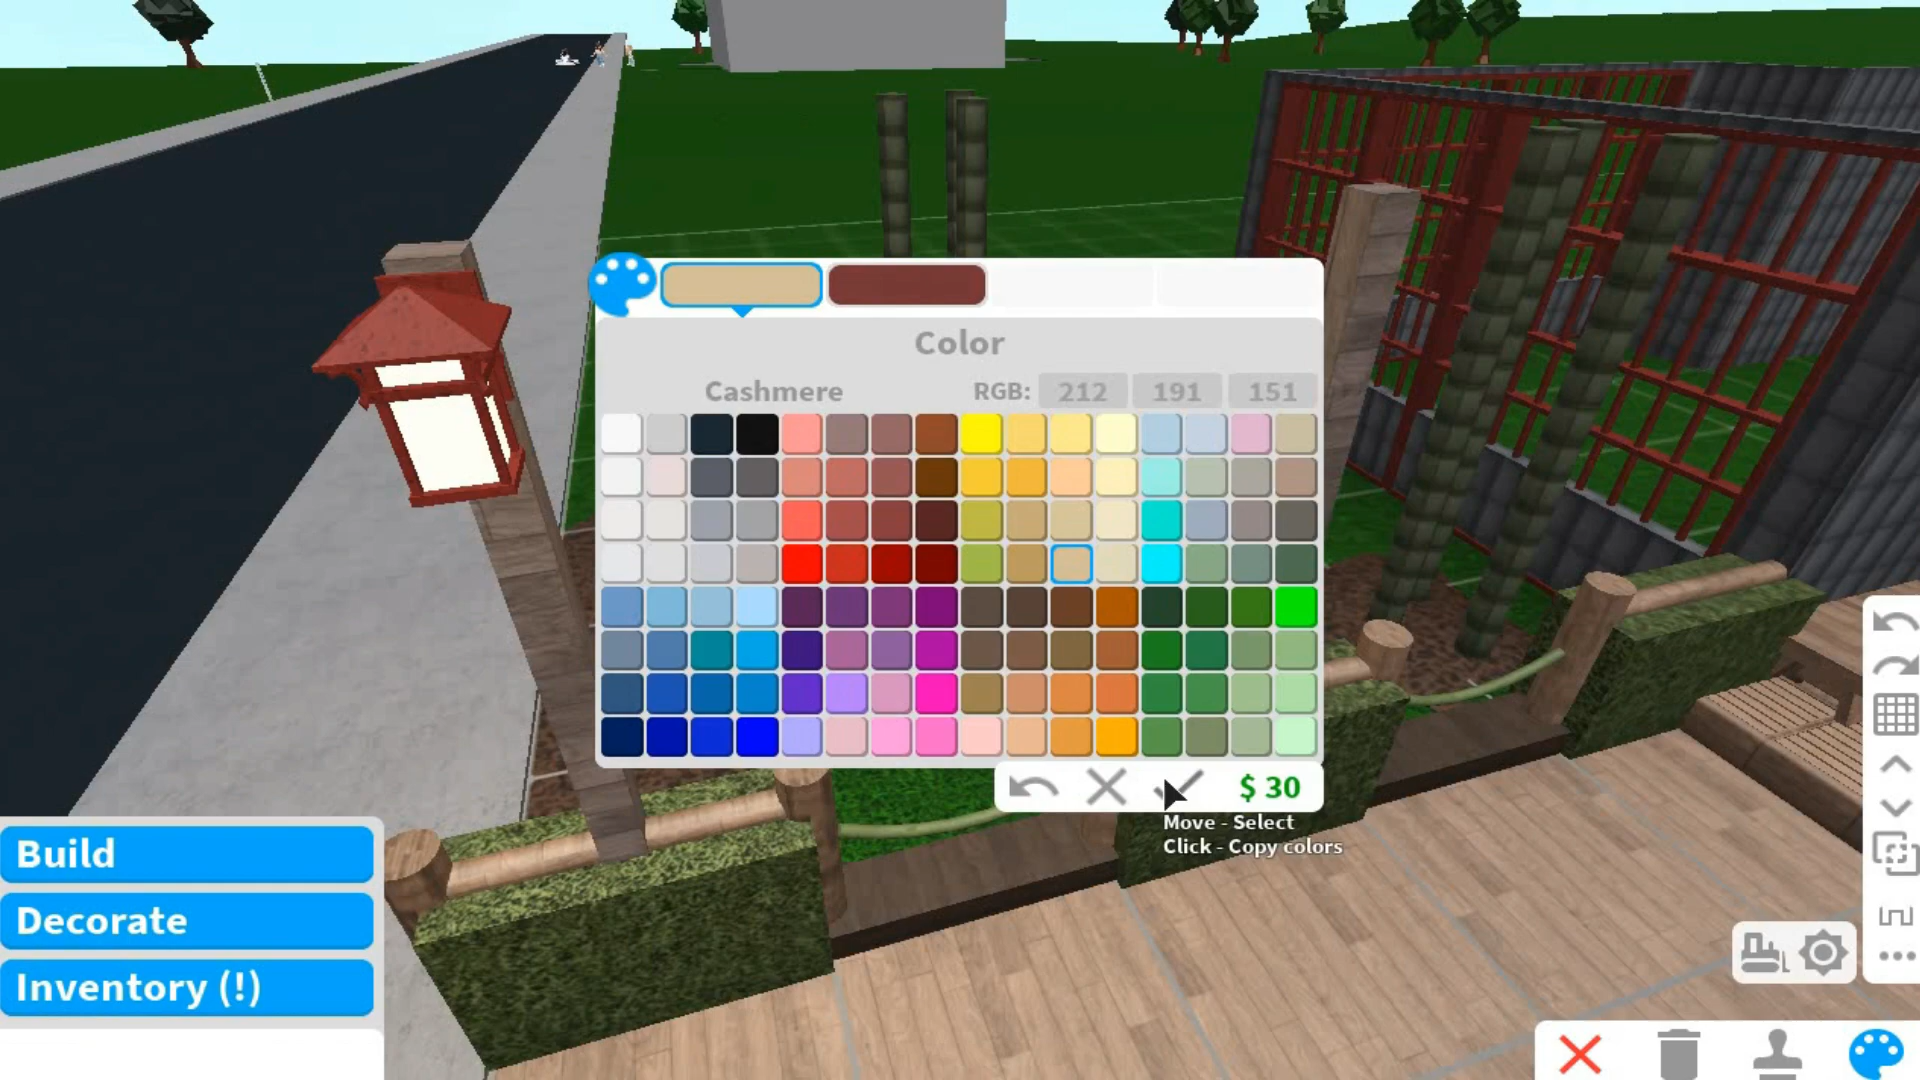 Color
Cashmere RGB: 212 191 151
$ 30
Move - Select
Click - Copy colors
Build
Decorate
Inventory (!)